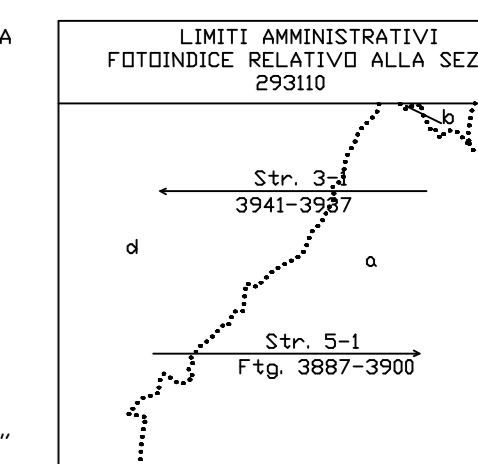 A
LIMITI AMMINISTRATIVI
FOTOINDICE RELATIVO ALLA SEZ
293110
b
Str. 3-1
3941-3937
d
a
Str. 5-1
Ftg. 3887-3900
"